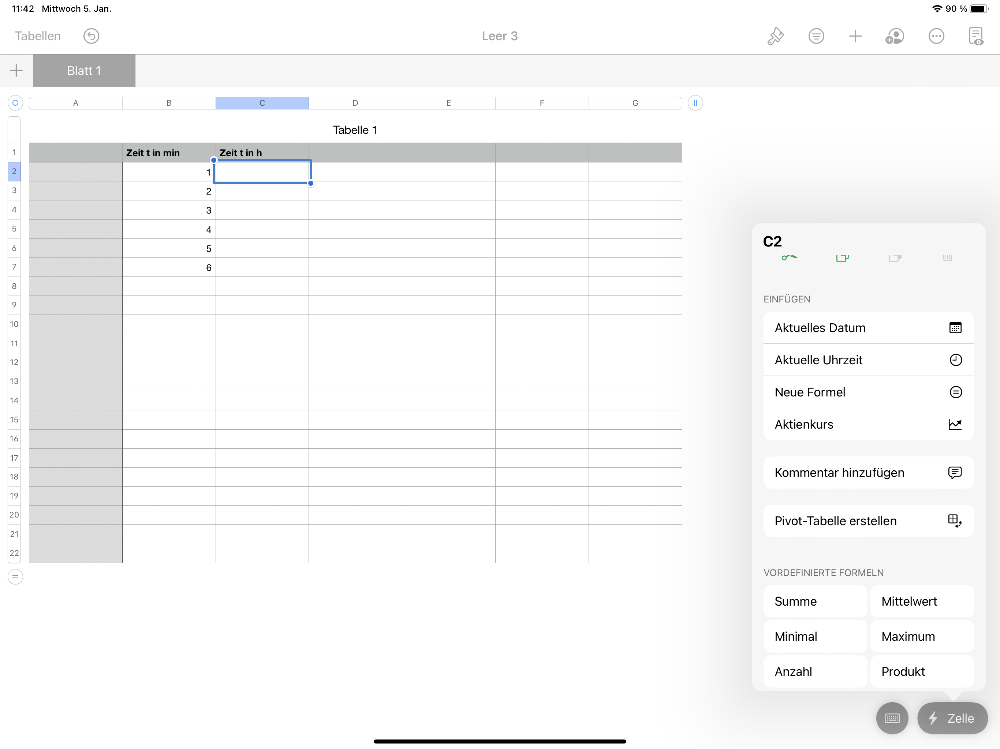 11:42 Mittwoch 5. Jan. 90 %
Tabellen Leer 3
Blatt 1
A B C D E F G
Tabelle 1
1 Zeit t in min Zeit t in h
2 1
3 2
4 3
5 4
6 5
7 6
8
9
10
11
12
13
14
15
16
17
18
19
20
21
22
C2
EINFÜGEN
Aktuelles Datum
Aktuelle Uhrzeit
Neue Formel
Aktienkurs
Kommentar hinzufügen
Pivot-Tabelle erstellen
VORDEFINIERTE FORMELN
Summe Mittelwert
Minimal Maximum
Anzahl Produkt
Zelle